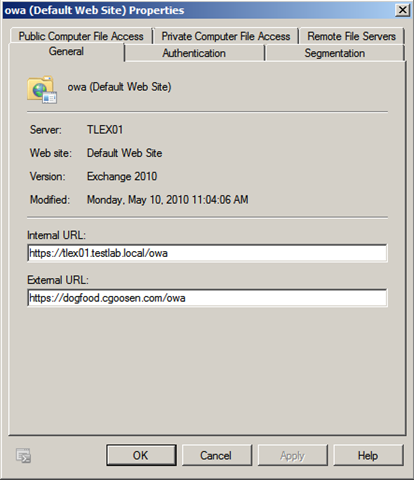 owa (Default Web Site) Properties
Public Computer File Access Private Computer File Access Remote File Servers
General Authentication Segmentation
owa (Default Web Site)
Server: TLEX01
Web site: Default Web Site
Version: Exchange 2010
Modified: Monday, May 10, 2010 11:04:06 AM
Internal URL:
https://tlex01.testlab.local/owa
External URL:
https://dogfood.cgoosen.com/owa
OK Cancel Apply Help